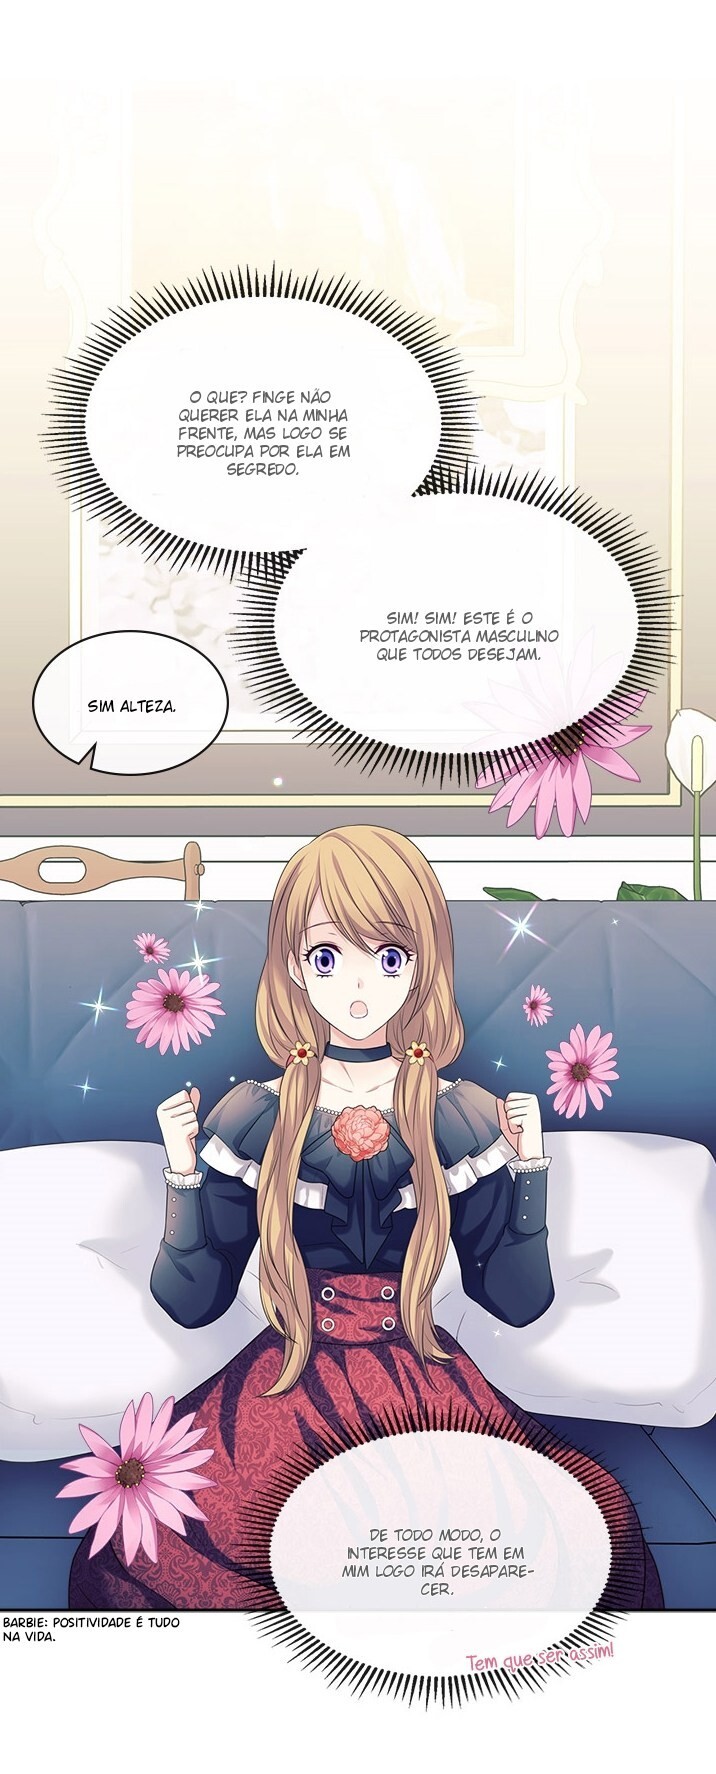 O QUE? FINGE NÃO
QUERER ELA NA MINHA
FRENTE, MAS LOGO SE
PREOCUPA POR ELA EM
SEGREDO.
SIM! SIM! ESTE É O
PROTAGONISTA MASCULINO
QUE TODOS DESEJAM.
SIM ALTEZA.
DE TODO MODO, O
INTERESSE QUE TEM EM
MIM LOGO IRÁ DESAPARE-
CER.
BARBIE: POSITIVIDADE É TUDO
NA VIDA.
Tem que ser assim!